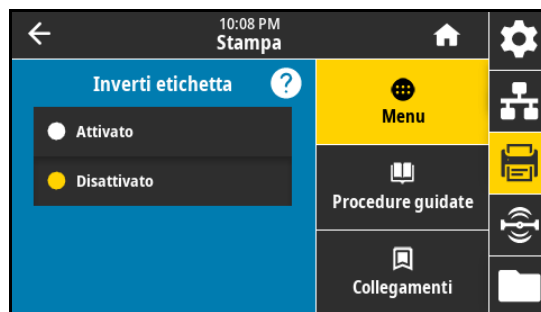 10:08 PM
Stampa
Inverti etichetta ?
Attivato
Disattivato
Menu
Procedure guidate
Collegamenti